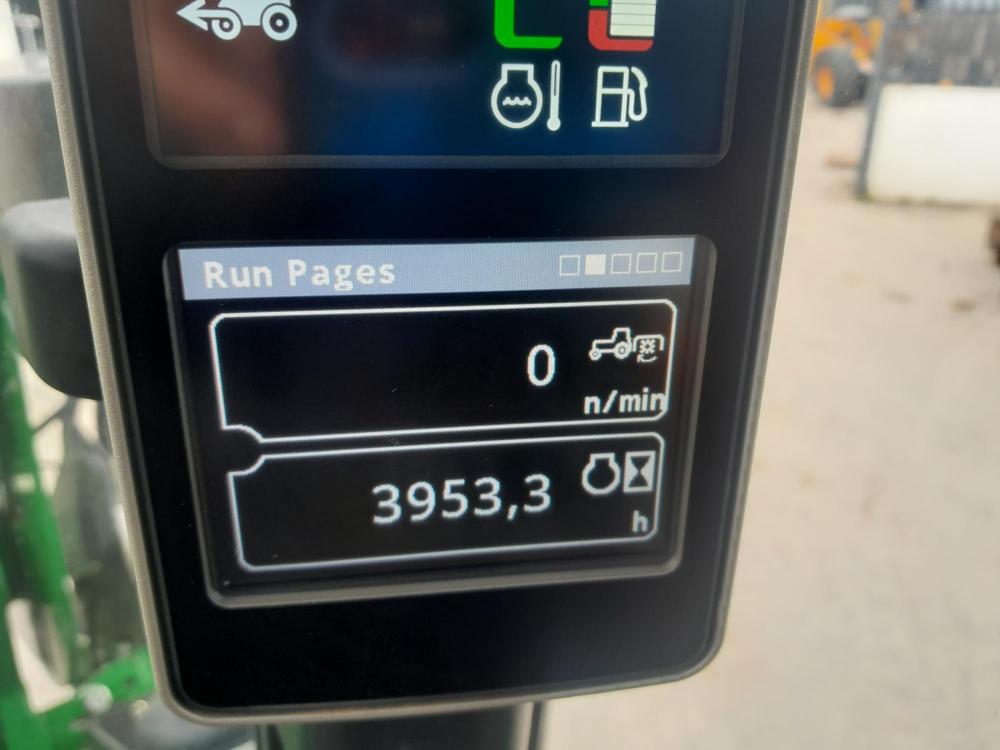 Run Pages
0
n/min
3953,3
h